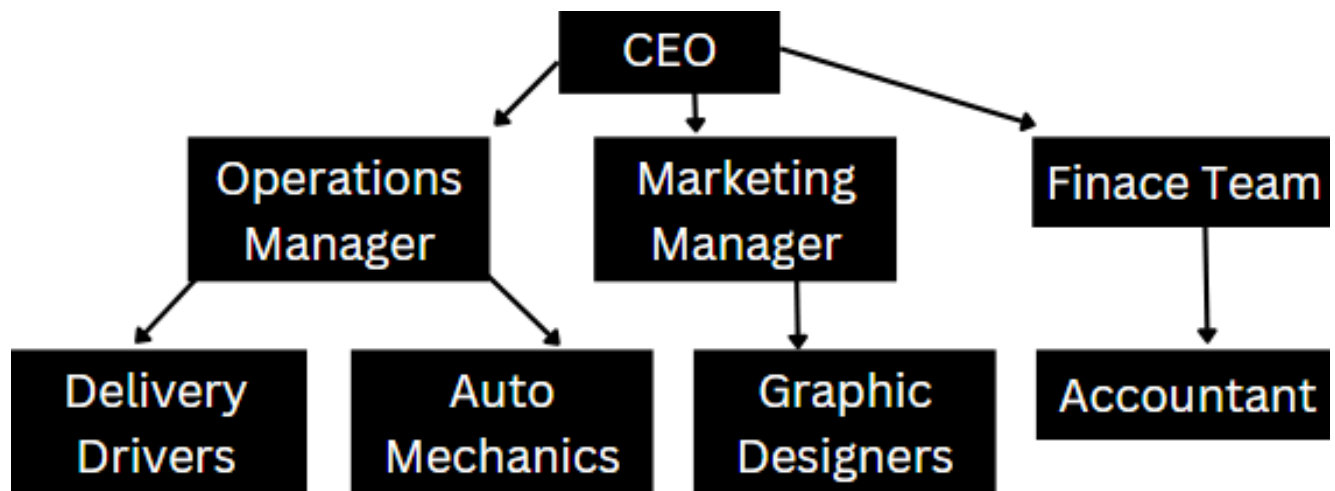 CEO
Operations
Manager
Marketing
Manager
Finace Team
Delivery
Drivers
Auto
Mechanics
Graphic
Designers
Accountant